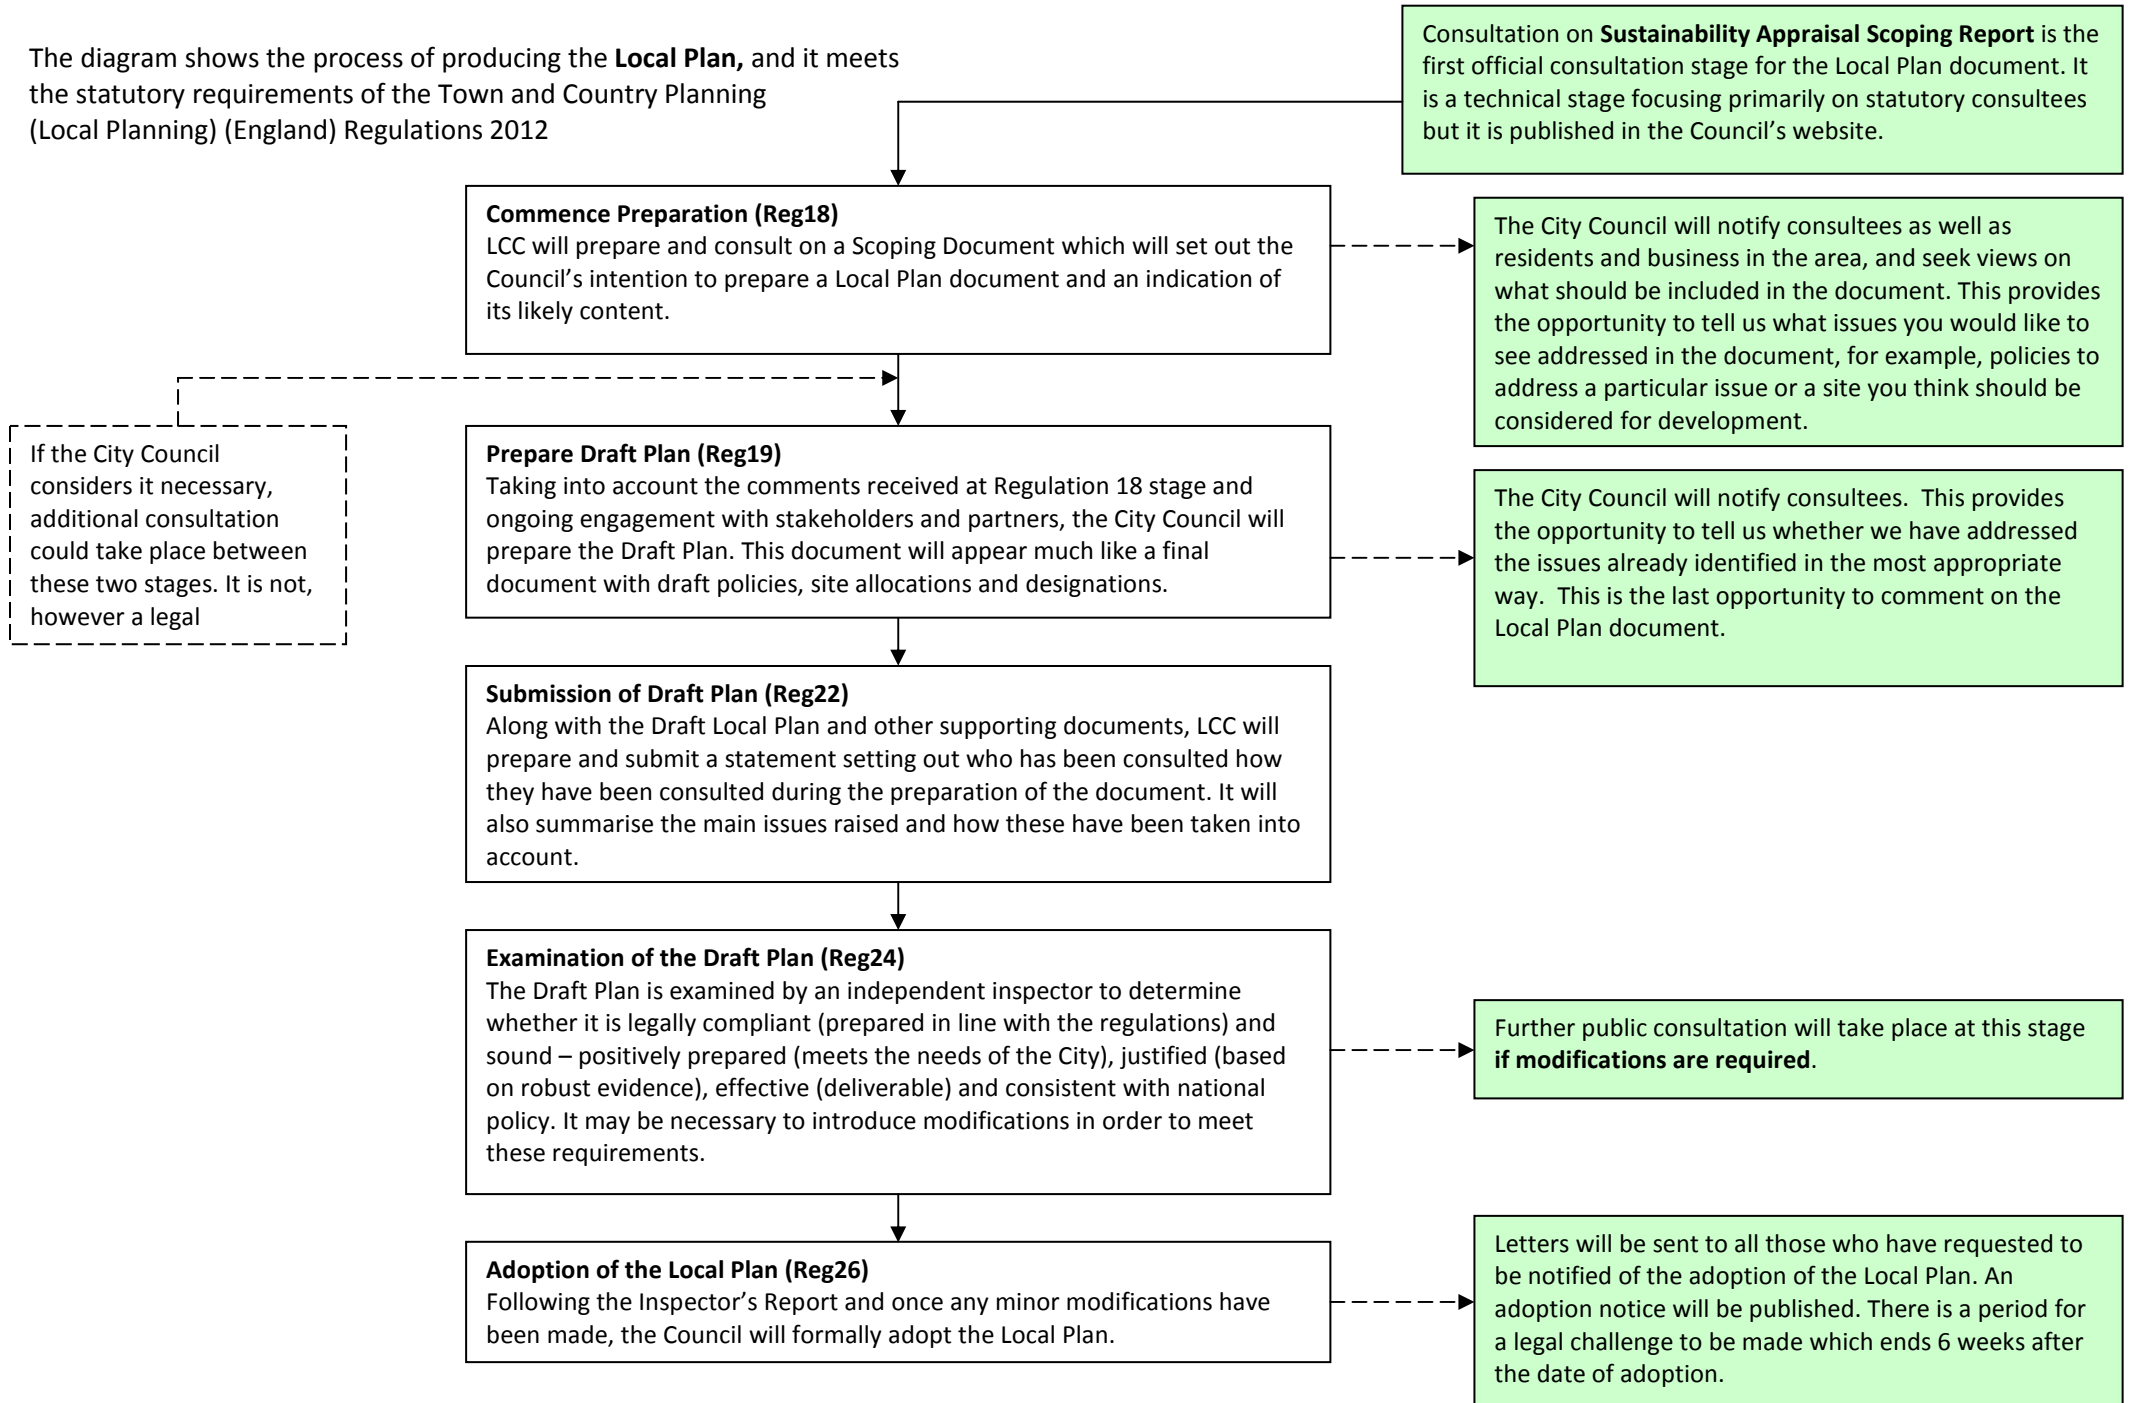 The diagram shows the process of producing the Local Plan, and it meets
the statutory requirements of the Town and Country Planning
(Local Planning) (England) Regulations 2012
Consultation on Sustainability Appraisal Scoping Report is the
first official consultation stage for the Local Plan document. It
is a technical stage focusing primarily on statutory consultees
but it is published in the Council’s website.
Commence Preparation (Reg18)
LCC will prepare and consult on a Scoping Document which will set out the
Council’s intention to prepare a Local Plan document and an indication of
its likely content.
The City Council will notify consultees as well as
residents and business in the area, and seek views on
what should be included in the document. This provides
the opportunity to tell us what issues you would like to
see addressed in the document, for example, policies to
address a particular issue or a site you think should be
considered for development.
If the City Council
considers it necessary,
additional consultation
could take place between
these two stages. It is not,
however a legal
Prepare Draft Plan (Reg19)
Taking into account the comments received at Regulation 18 stage and
ongoing engagement with stakeholders and partners, the City Council will
prepare the Draft Plan. This document will appear much like a final
document with draft policies, site allocations and designations.
The City Council will notify consultees.  This provides
the opportunity to tell us whether we have addressed
the issues already identified in the most appropriate
way.  This is the last opportunity to comment on the
Local Plan document.
Submission of Draft Plan (Reg22)
Along with the Draft Local Plan and other supporting documents, LCC will
prepare and submit a statement setting out who has been consulted how
they have been consulted during the preparation of the document. It will
also summarise the main issues raised and how these have been taken into
account.
Examination of the Draft Plan (Reg24)
The Draft Plan is examined by an independent inspector to determine
whether it is legally compliant (prepared in line with the regulations) and
sound – positively prepared (meets the needs of the City), justified (based
on robust evidence), effective (deliverable) and consistent with national
policy. It may be necessary to introduce modifications in order to meet
these requirements.
Further public consultation will take place at this stage
if modifications are required.
Adoption of the Local Plan (Reg26)
Following the Inspector’s Report and once any minor modifications have
been made, the Council will formally adopt the Local Plan.
Letters will be sent to all those who have requested to
be notified of the adoption of the Local Plan. An
adoption notice will be published. There is a period for
a legal challenge to be made which ends 6 weeks after
the date of adoption.